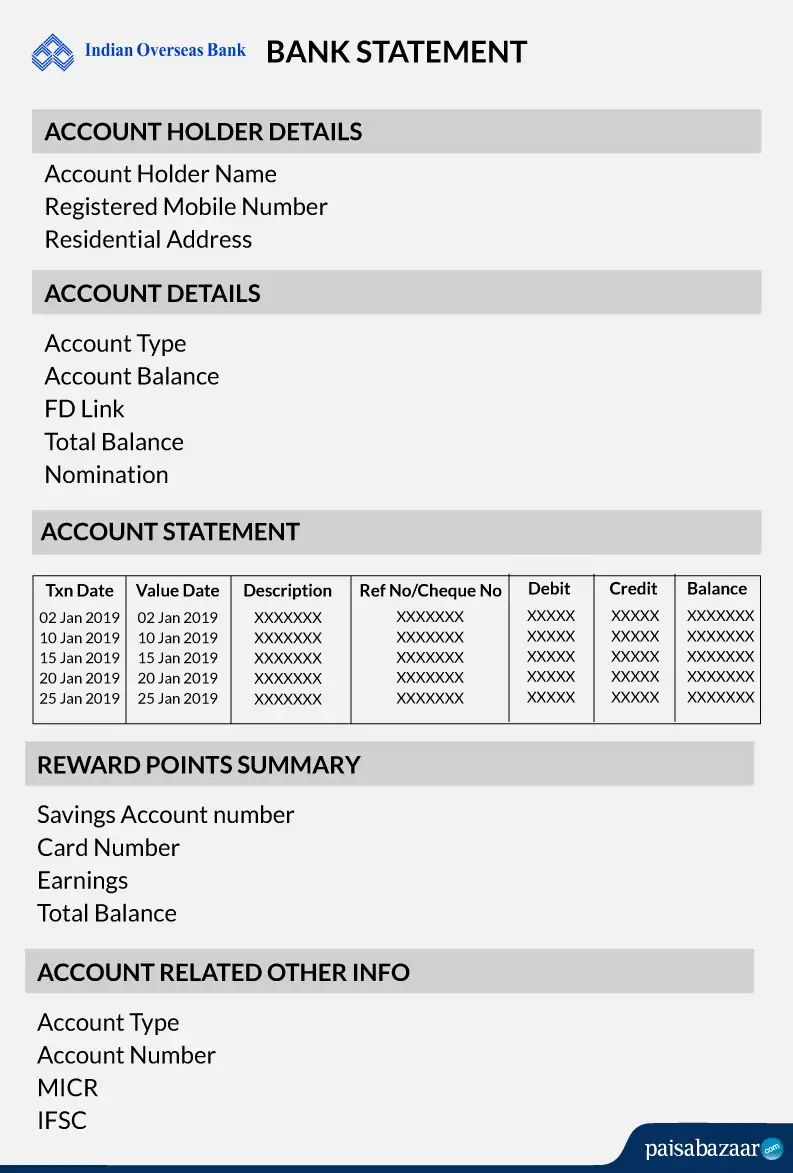 Indian Overseas Bank BANK STATEMENT
ACCOUNT HOLDER DETAILS
Account Holder Name
Registered Mobile Number
Residential Address
ACCOUNT DETAILS
Account Type
Account Balance
FD Link
Total Balance
Nomination
ACCOUNT STATEMENT
Txn Date Value Date Description Ref No/Cheque No Debit Credit Balance
02 Jan 2019 02 Jan 2019 XXXXXXX XXXXXXX XXXXX XXXXX XXXXXXX
10 Jan 2019 10 Jan 2019 XXXXXXX XXXXXXX XXXXX XXXXX XXXXXXX
15 Jan 2019 15 Jan 2019 XXXXXXX XXXXXXX XXXXX XXXXX XXXXXXX
20 Jan 2019 20 Jan 2019 XXXXXXX XXXXXXX XXXXX XXXXX XXXXXXX
25 Jan 2019 25 Jan 2019 XXXXXXX XXXXXXX XXXXX XXXXX XXXXXXX
REWARD POINTS SUMMARY
Savings Account number
Card Number
Earnings
Total Balance
ACCOUNT RELATED OTHER INFO
Account Type
Account Number
MICR
IFSC
paisabazaar.com